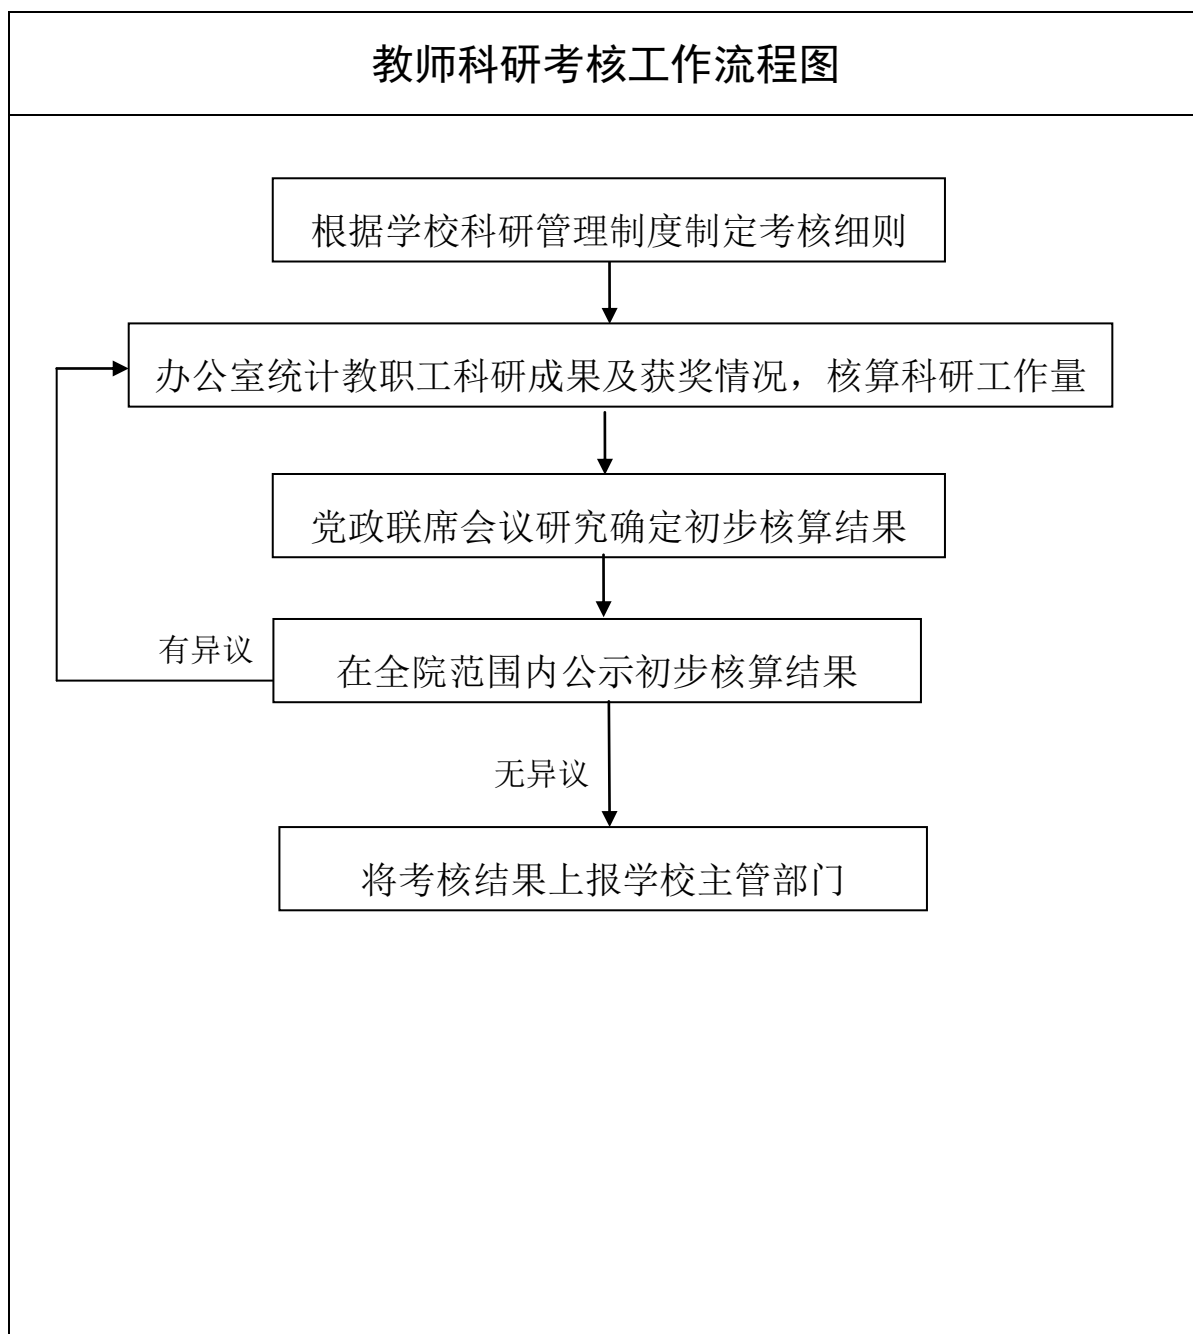 教师科研考核工作流程图
根据学校科研管理制度制定考核细则
办公室统计教职工科研成果及获奖情况，核算科研工作量
党政联席会议研究确定初步核算结果
有异议
在全院范围内公示初步核算结果
无异议
将考核结果上报学校主管部门